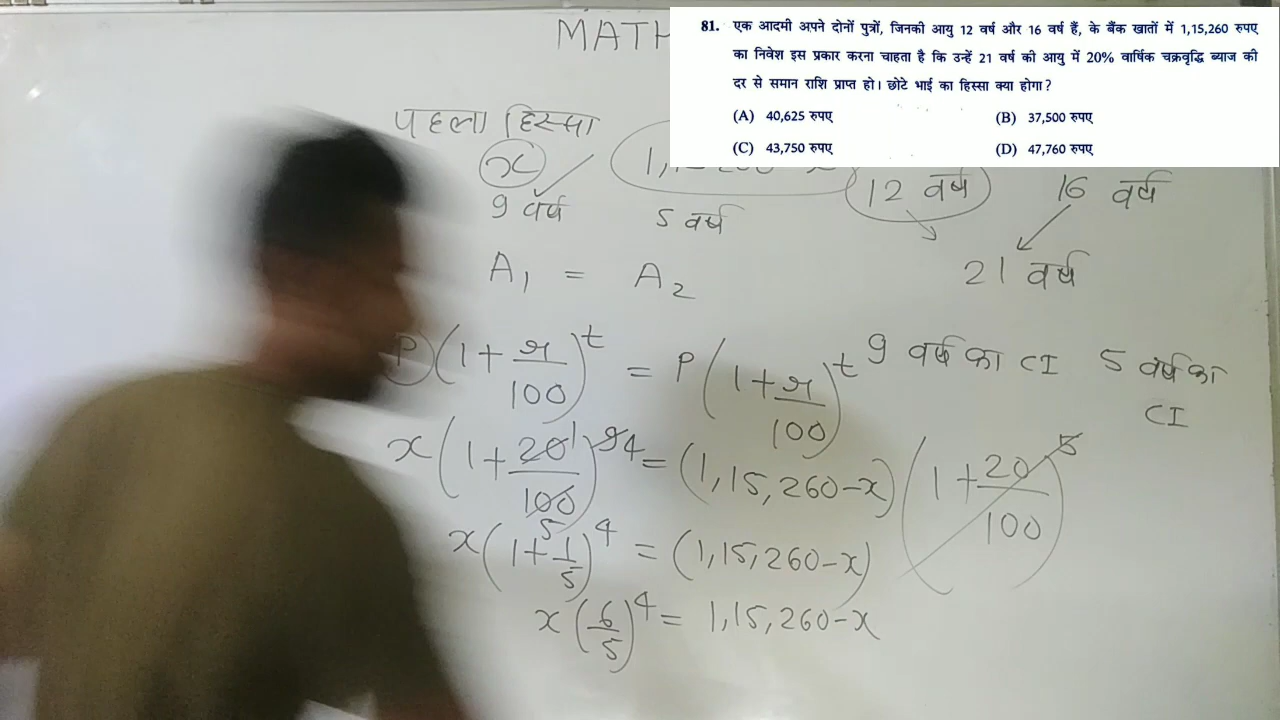 MATH
81. एक आदमी अपने दोनों पुत्रों, जिनकी आयु 12 वर्ष और 16 वर्ष हैं, के बैंक खातों में 1,15,260 रुपए
का निवेश इस प्रकार करना चाहता है कि उन्हें 21 वर्ष की आयु में 20% वार्षिक चक्रवृद्धि ब्याज की
दर से समान राशि प्राप्त हो। छोटे भाई का हिस्सा क्या होगा?
(A) 40,625 रुपए (B) 37,500 रुपए
(C) 43,750 रुपए (D) 47,760 रुपए
पहला हिस्सा
x
12 वर्ष 16 वर्ष
9 वर्ष 5 वर्ष
21 वर्ष
A₁ = A₂
P(1+र/100)^t = P(1+र/100)^t 9 वर्ष का CI 5 वर्ष का
CI
x(1+20/100)^9 4 = (1,15,260-x)(1+20/100)^5
x(1+1/5)^4 = (1,15,260-x)
x(6/5)^4 = 1,15,260-x